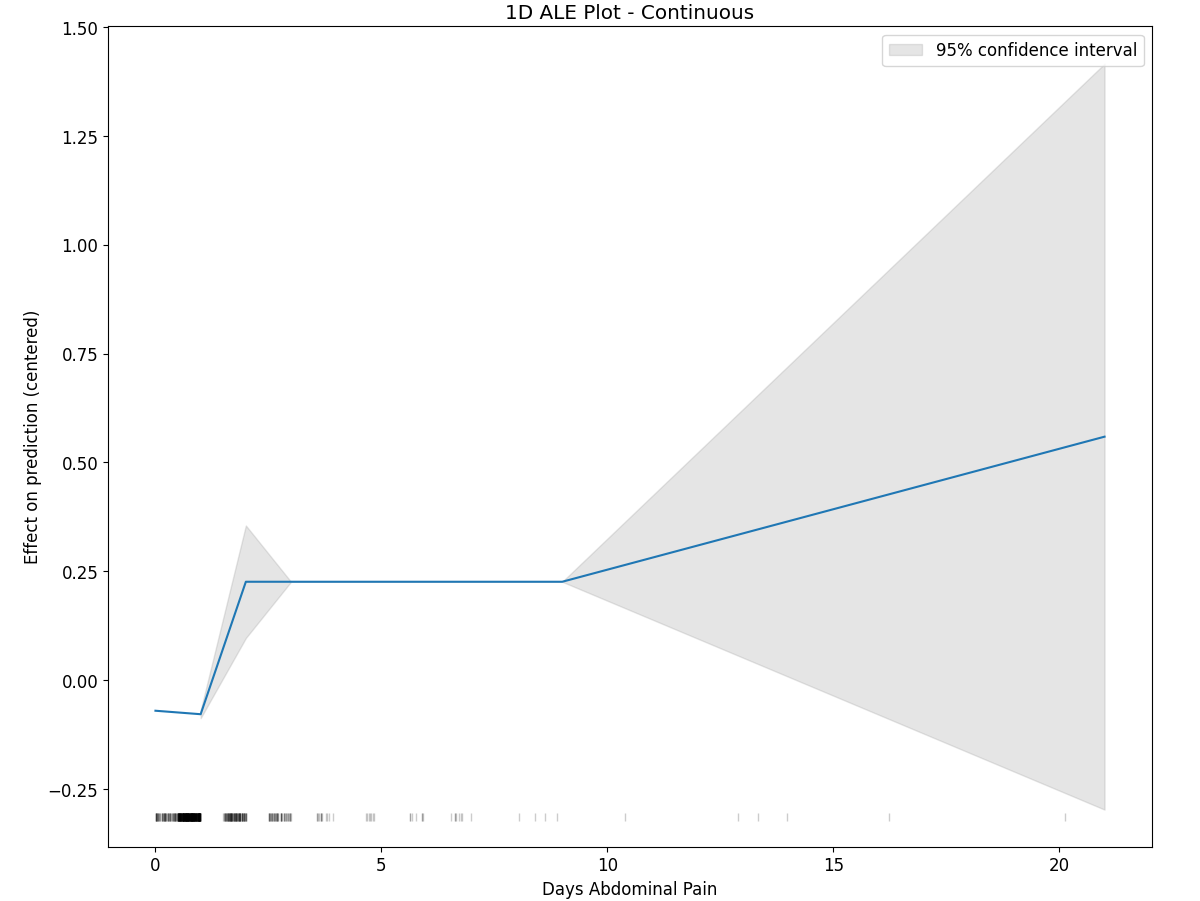 1D ALE Plot - Continuous
95% confidence interval
Effect on prediction (centered)
1.50
1.25
1.00
0.75
0.50
0.25
0.00
−0.25
0 5 10 15 20
Days Abdominal Pain